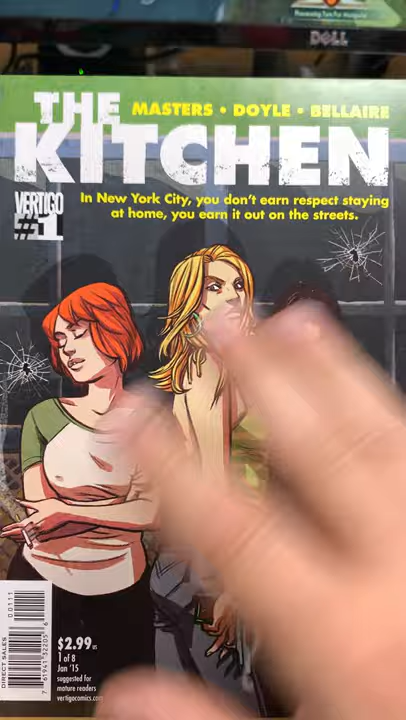 DELL
THE
MASTERS • DOYLE • BELLAIRE
KITCHEN
VERTIGO
#1
In New York City, you don't earn respect staying
at home, you earn it out on the streets.
00111
DIRECT SALES
$2.99 US
1 of 8
Jan '15
suggested for
mature readers
vertigocomics.com